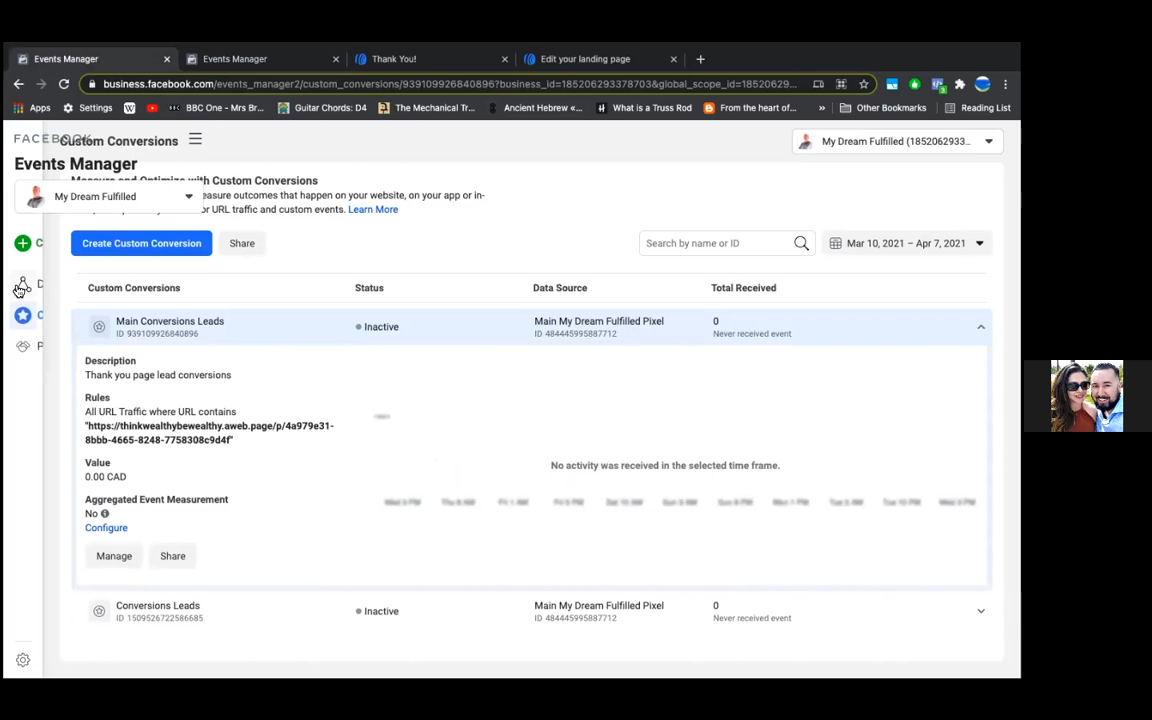 Events Manager
Events Manager
Thank You!
Edit your landing page
business.facebook.com/events_manager2/custom_conversions/939109926840896?business_id=185206293378703&global_scope_id=1852062933...
Apps
Settings
BBC One - Mrs Br...
Guitar Chords: D4
The Mechanical Tr...
Ancient Hebrew «...
What is a Truss Rod
From the heart of...
»
Other Bookmarks
Reading List
FACEBOOK
Custom Conversions
My Dream Fulfilled (1852062933...
Events Manager
Measure and Optimize with Custom Conversions
My Dream Fulfilled
easure outcomes that happen on your website, on your app or in-
or URL traffic and custom events. Learn More
C
Create Custom Conversion
Share
Search by name or ID
Mar 10, 2021 – Apr 7, 2021
D
Custom Conversions
Status
Data Source
Total Received
C
Main Conversions Leads
ID 939109926840896
Inactive
Main My Dream Fulfilled Pixel
ID 484445995887712
0
Never received event
P
Description
Thank you page lead conversions
Rules
All URL Traffic where URL contains
"https://thinkwealthybewealthy.aweb.page/p/4a979e31-
8bbb-4665-8248-7758308c9d4f"
Value
0.00 CAD
No activity was received in the selected time frame.
Aggregated Event Measurement
No
Configure
Manage
Share
Conversions Leads
ID 1509526722586685
Inactive
Main My Dream Fulfilled Pixel
ID 484445995887712
0
Never received event